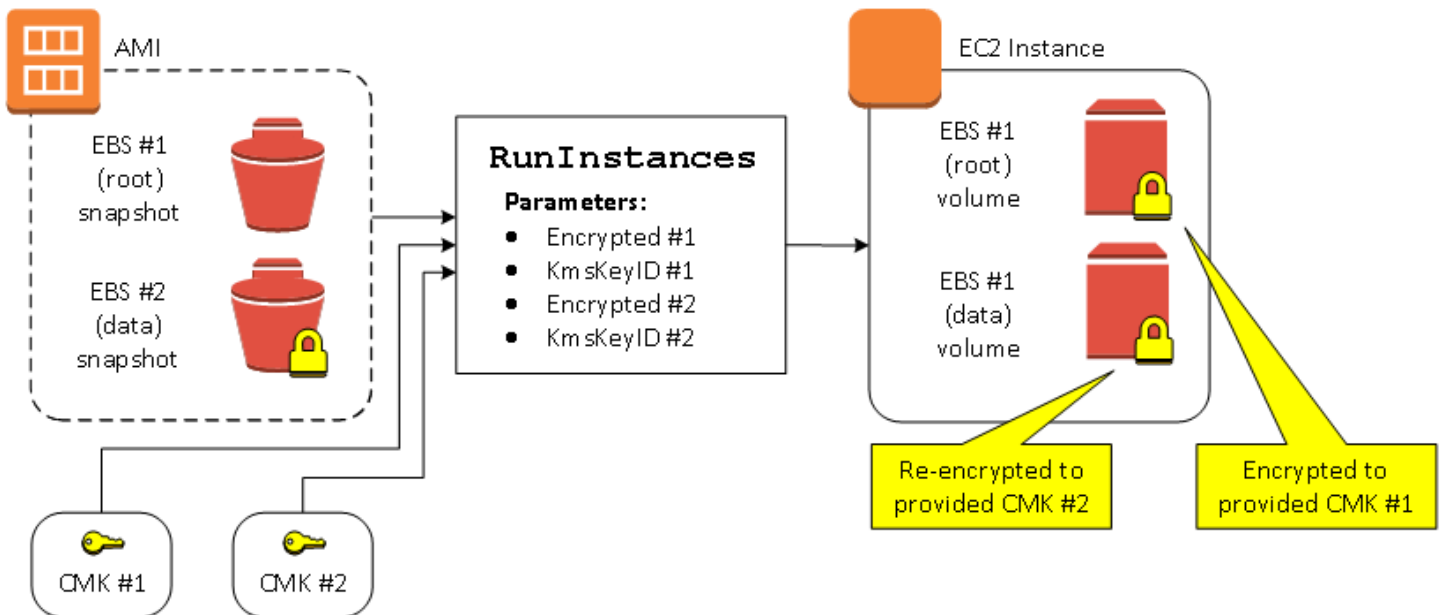 AMI
EBS #1
(root)
snapshot
EBS #2
(data)
snapshot
RunInstances
Parameters:
• Encrypted #1
• KmsKeyID #1
• Encrypted #2
• KmsKeyID #2
EC2 Instance
EBS #1
(root)
volume
EBS #1
(data)
volume
Re-encrypted to
provided CMK #2
Encrypted to
provided CMK #1
CMK #1
CMK #2